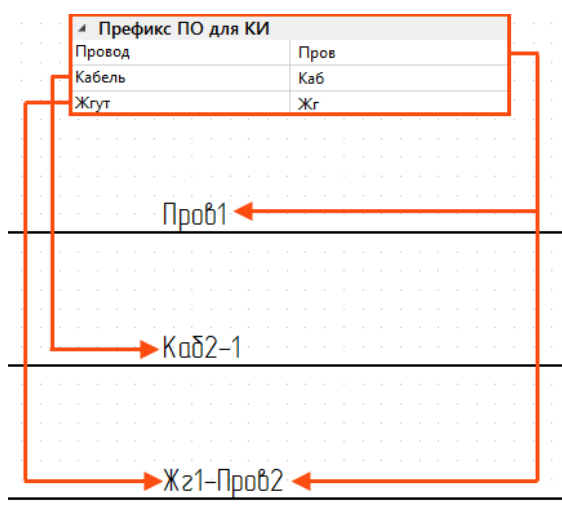 Префикс ПО для КИ
Провод Пров
Кабель Каб
Жгут Жг
Пров1
Каб2-1
Жг1-Пров2